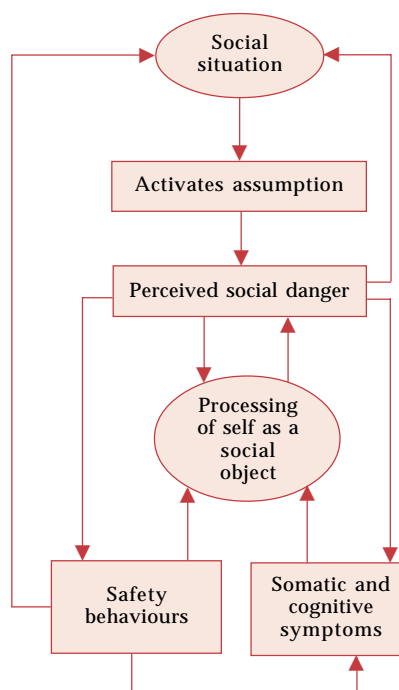 Social
situation
Activates assumption
Perceived social danger
Processing
of self as a
social
object
Safety
behaviours
Somatic and
cognitive
symptoms